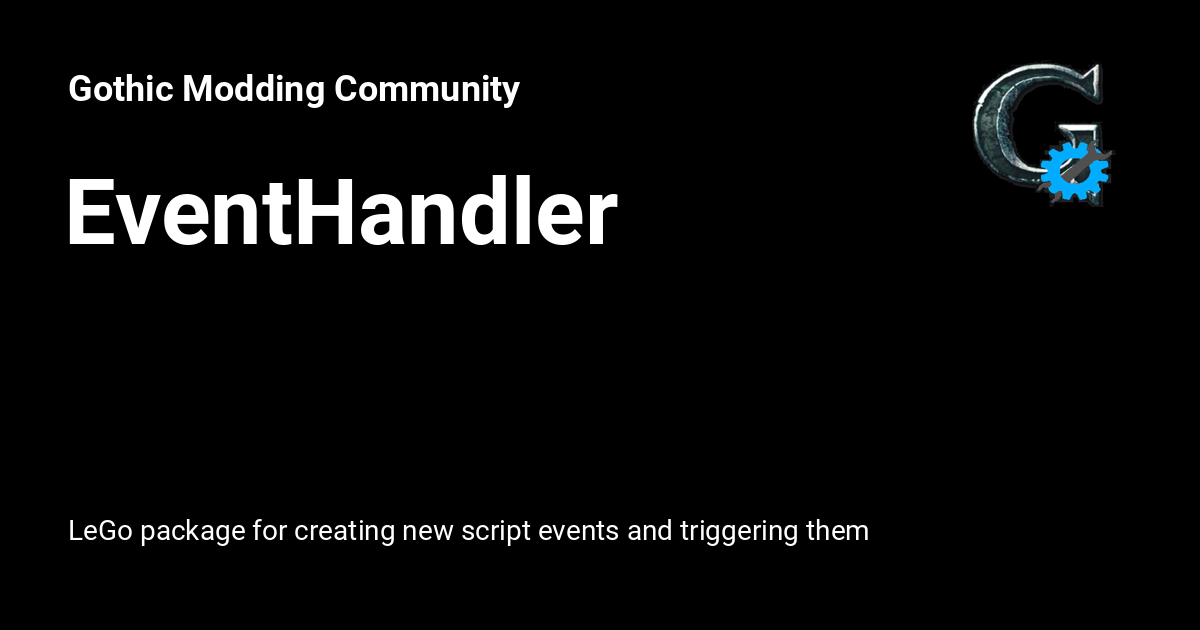 Gothic Modding Community
G
EventHandler
LeGo package for creating new script events and triggering them